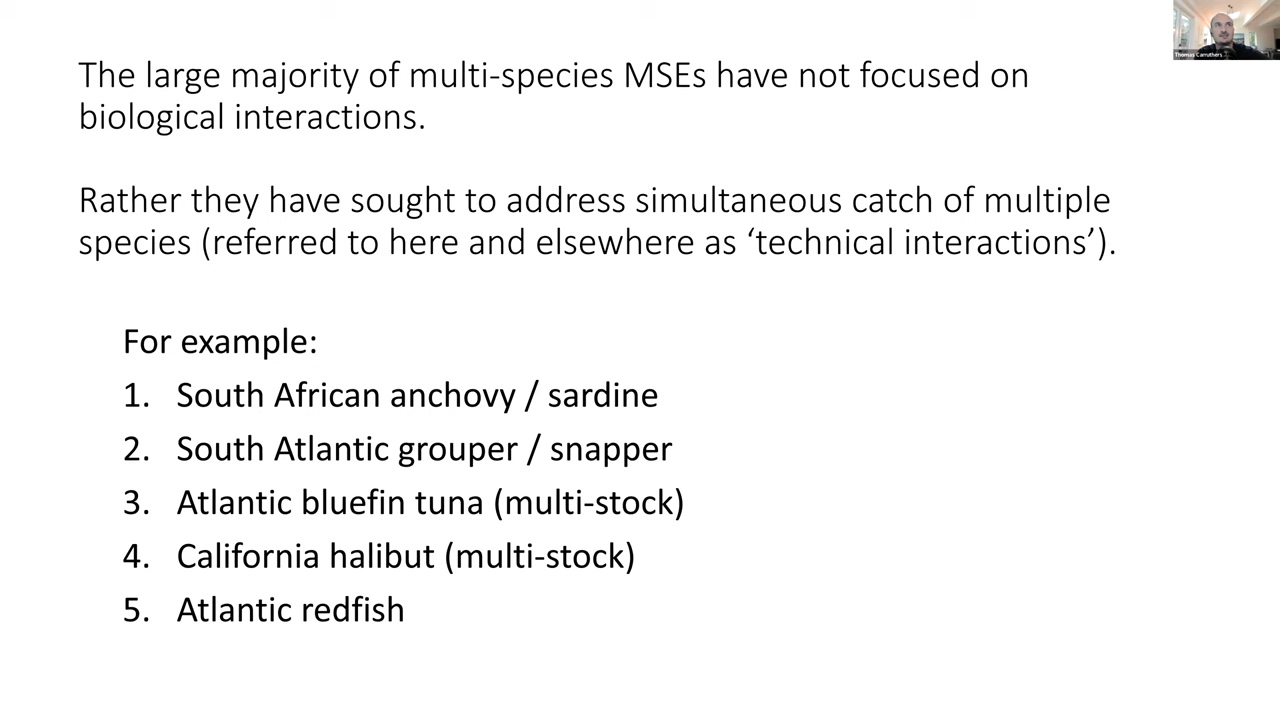 Thomas Carruthers
The large majority of multi-species MSEs have not focused on
biological interactions.
Rather they have sought to address simultaneous catch of multiple
species (referred to here and elsewhere as ‘technical interactions’).
For example:
1. South African anchovy / sardine
2. South Atlantic grouper / snapper
3. Atlantic bluefin tuna (multi-stock)
4. California halibut (multi-stock)
5. Atlantic redfish